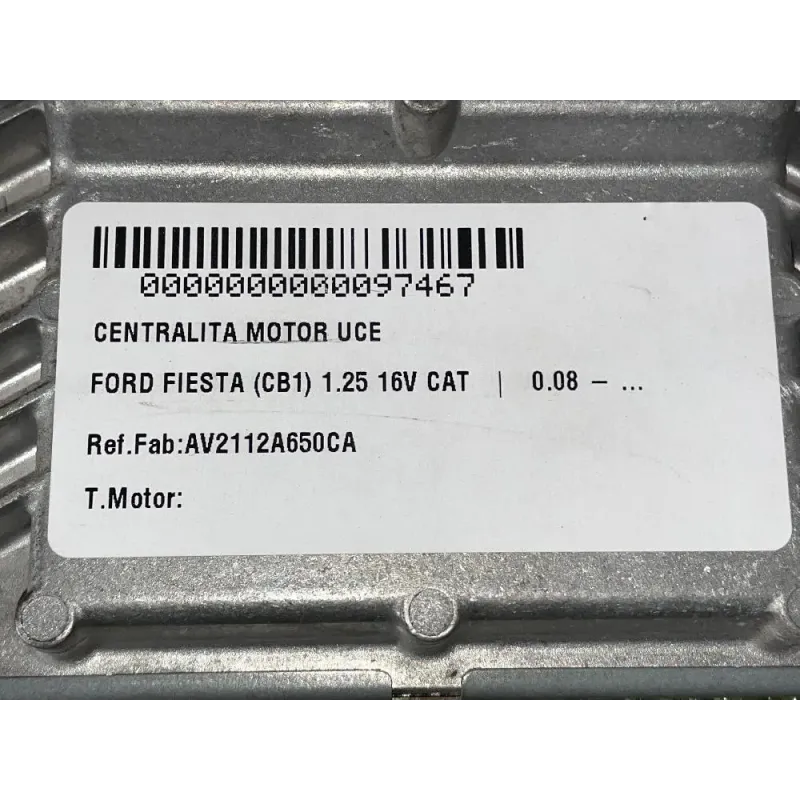 0000000000097467
CENTRALITA MOTOR UCE
FORD FIESTA (CB1) 1.25 16V CAT | 0.08 – ...
Ref.Fab:AV2112A650CA
T.Motor: